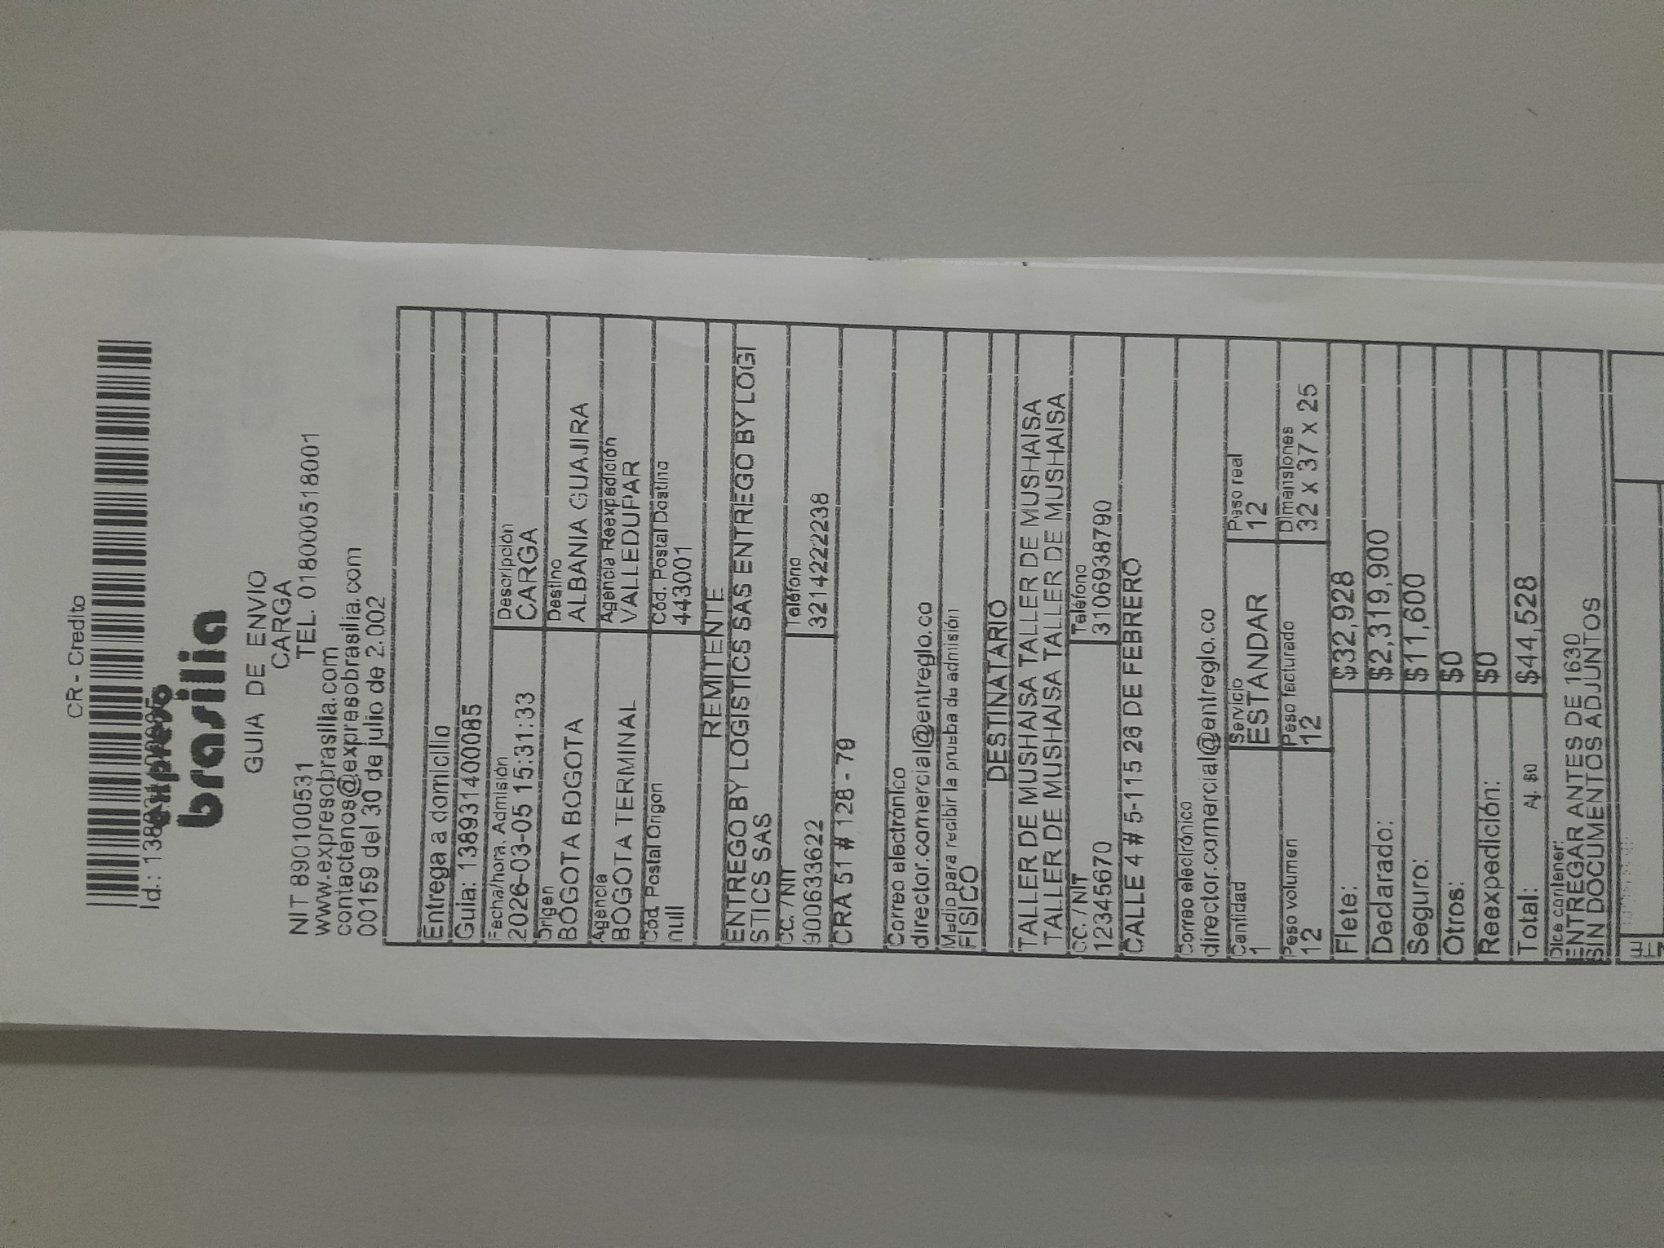 CR - Credito
Id.: 138931400085
expreso
brasilia
GUIA DE ENVIO
CARGA
NIT 890100531 TEL. 018000518001
www.expresobrasilia.com
contactenos@expresobrasilia.com
00159 del 30 de julio de 2.002
Entrega a domicilio
Guia: 138931400085
Fecha/hora. Admisión Descripción
2026-03-05 15:31:33 CARGA
Origen Destino
BOGOTA BOGOTA ALBANIA GUAJIRA
Agencia Agencia Reexpedición
BOGOTA TERMINAL VALLEDUPAR
Cód. Postal Origen Cód. Postal Destino
null 443001
REMITENTE
ENTREGO BY LOGISTICS SAS ENTREGO BY LOGI
STICS SAS
CC. /NIT Teléfono
900633622 3214222238
CRA 51 # 128 - 79
Correo electrónico
director.comercial@entreglo.co
Medio para recibir la prueba de admisión
FISICO
DESTINATARIO
TALLER DE MUSHAISA TALLER DE MUSHAISA
TALLER DE MUSHAISA TALLER DE MUSHAISA
CC. /NIT Teléfono
12345670 3106938790
CALLE 4 # 5-115 26 DE FEBRERO
Correo electrónico
director.comercial@entrego.co
Cantidad Servicio Peso real
1 ESTANDAR 12
Peso volumen Peso facturado Dimensiones
12 12 32 x 37 x 25
Flete: $32,928
Declarado: $2,319,900
Seguro: $11,600
Otros: $0
Reexpedición: $0
Total: Aj. $0 $44,528
Dice contener:
ENTREGAR ANTES DE 1630
SIN DOCUMENTOS ADJUNTOS